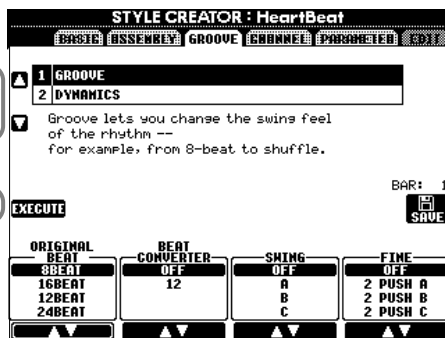 STYLE CREATOR : HeartBeat
BASIC ASSEMBLY GROOVE CHANNEL PARAMETER EDIT
1 GROOVE
2 DYNAMICS
Groove lets you change the swing feel
of the rhythm --
for example, from 8-beat to shuffle.
BAR: 1
EXECUTE
SAVE
ORIGINAL BEAT
8BEAT
16BEAT
12BEAT
24BEAT
BEAT CONVERTER
OFF
12
SWING
OFF
A
B
C
FINE
OFF
2 PUSH A
2 PUSH B
2 PUSH C